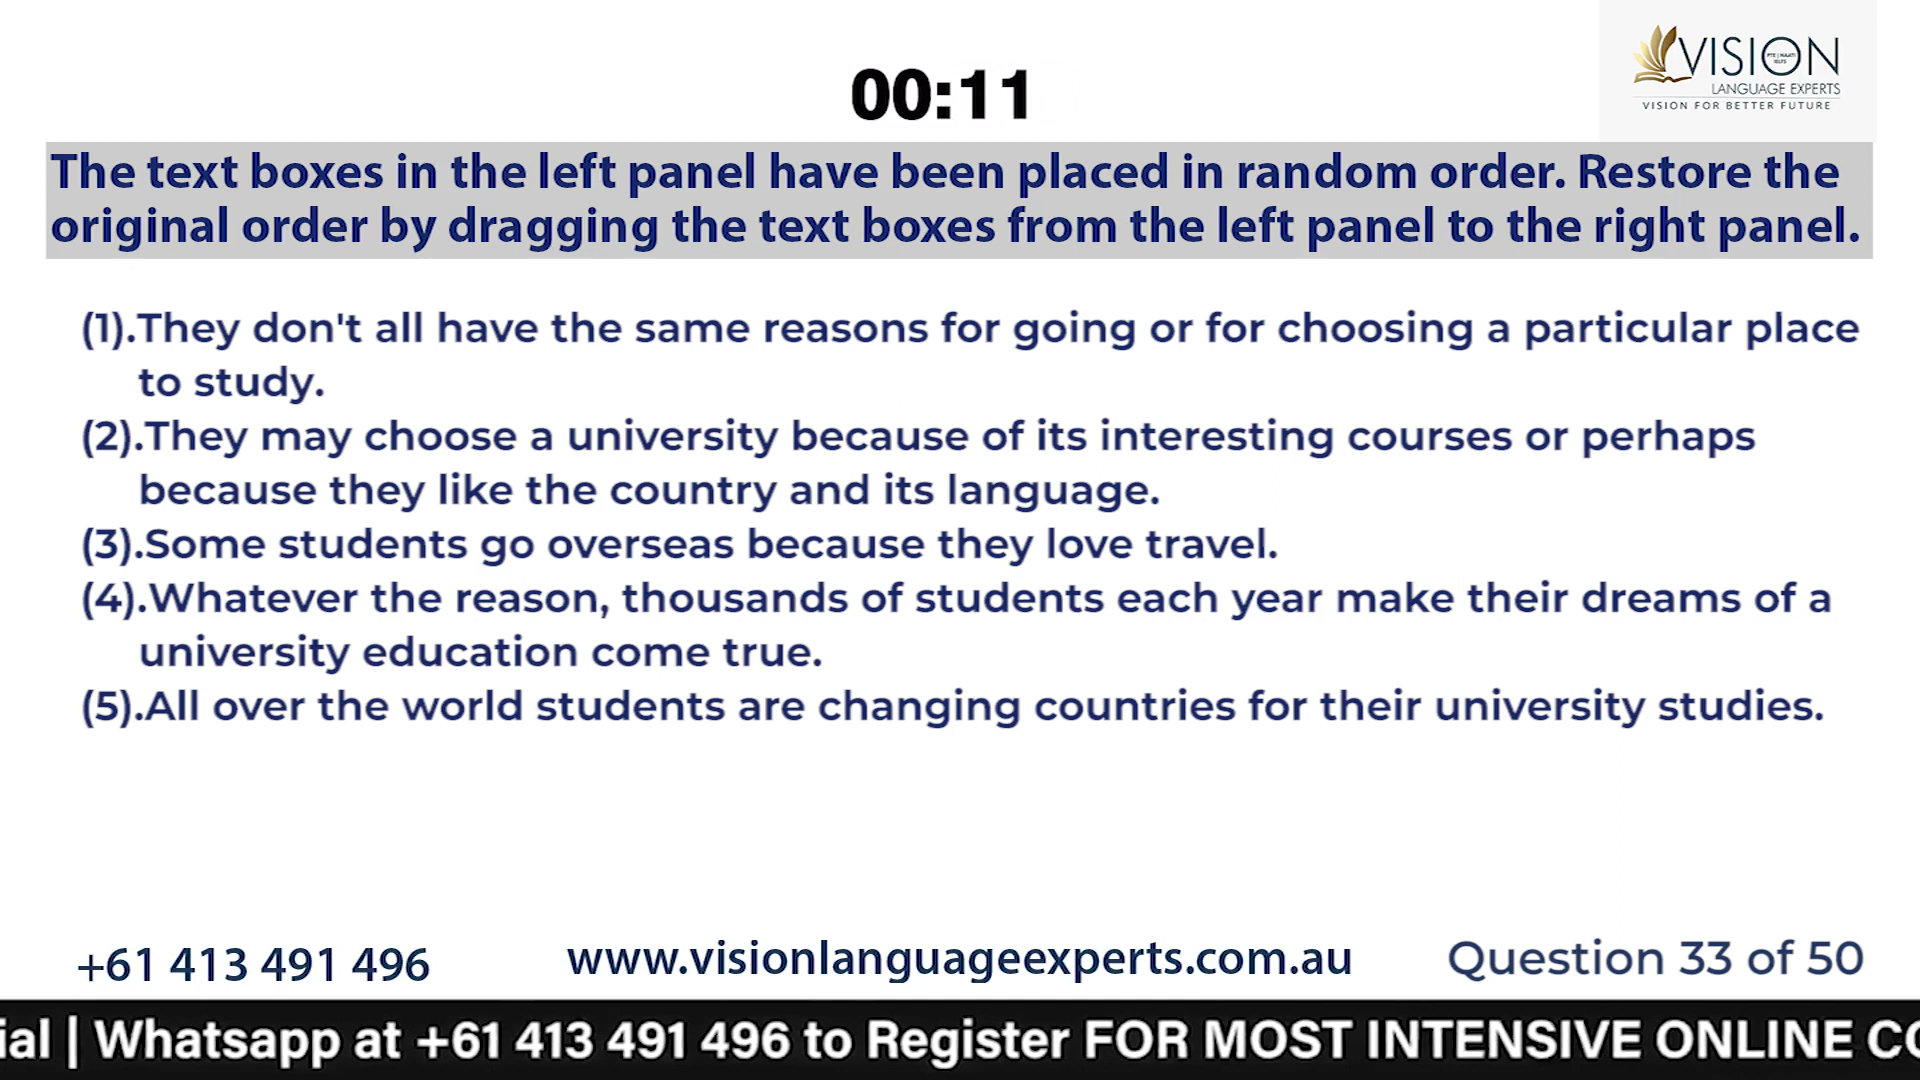 VISION
PTE | NAATI
IELTS
LANGUAGE EXPERTS
VISION FOR BETTER FUTURE
00:11
The text boxes in the left panel have been placed in random order. Restore the
original order by dragging the text boxes from the left panel to the right panel.
(1).They don't all have the same reasons for going or for choosing a particular place
to study.
(2).They may choose a university because of its interesting courses or perhaps
because they like the country and its language.
(3).Some students go overseas because they love travel.
(4).Whatever the reason, thousands of students each year make their dreams of a
university education come true.
(5).All over the world students are changing countries for their university studies.
+61 413 491 496
www.visionlanguageexperts.com.au
Question 33 of 50
ial | Whatsapp at +61 413 491 496 to Register FOR MOST INTENSIVE ONLINE CO